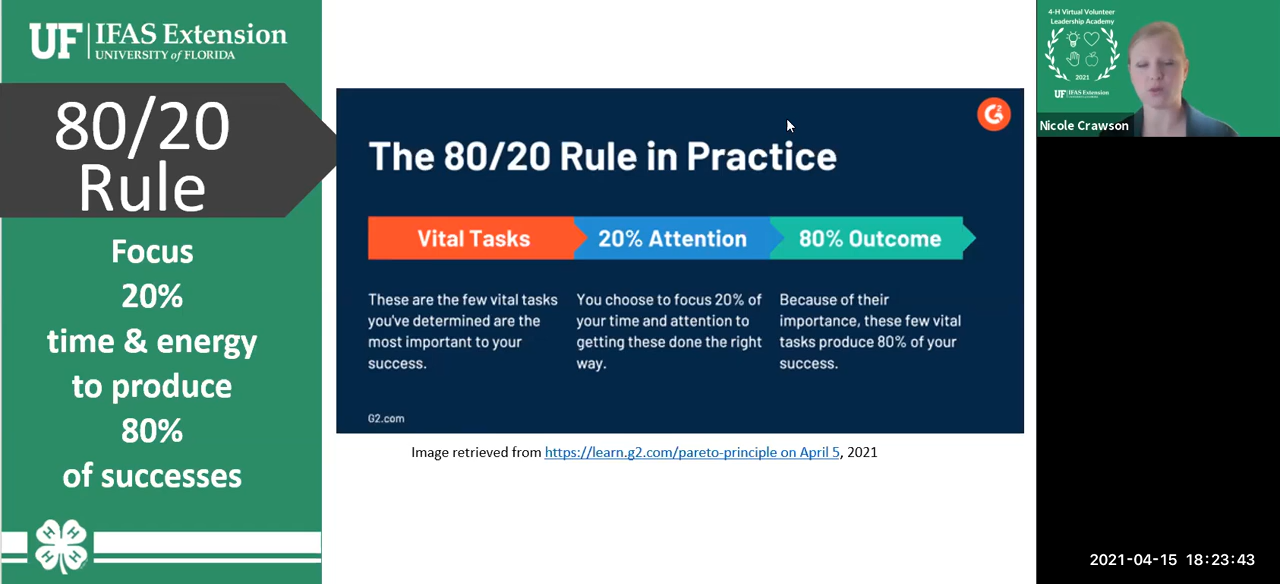 UF IFAS Extension
UNIVERSITY of FLORIDA
80/20
Rule
Focus
20%
time & energy
to produce
80%
of successes
H H
H H
The 80/20 Rule in Practice
Vital Tasks
20% Attention
80% Outcome
These are the few vital tasks
you've determined are the
most important to your
success.
You choose to focus 20% of
your time and attention to
getting these done the right
way.
Because of their
importance, these few vital
tasks produce 80% of your
success.
G2.com
G2
Image retrieved from https://learn.g2.com/pareto-principle on April 5, 2021
4-H Virtual Volunteer
Leadership Academy
2021
UF IFAS Extension
Nicole Crawson
2021-04-15 18:23:43